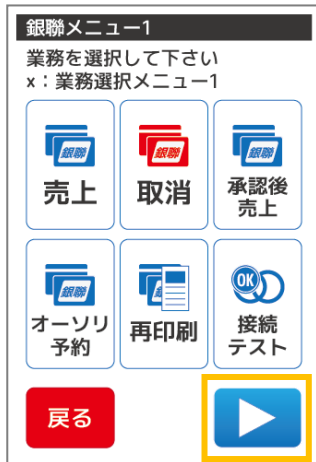 銀聯メニュー1
業務を選択して下さい
x：業務選択メニュー1
銀聯
売上
銀聯
取消
銀聯
承認後
売上
銀聯
オーソリ
予約
再印刷
OK
接続
テスト
戻る